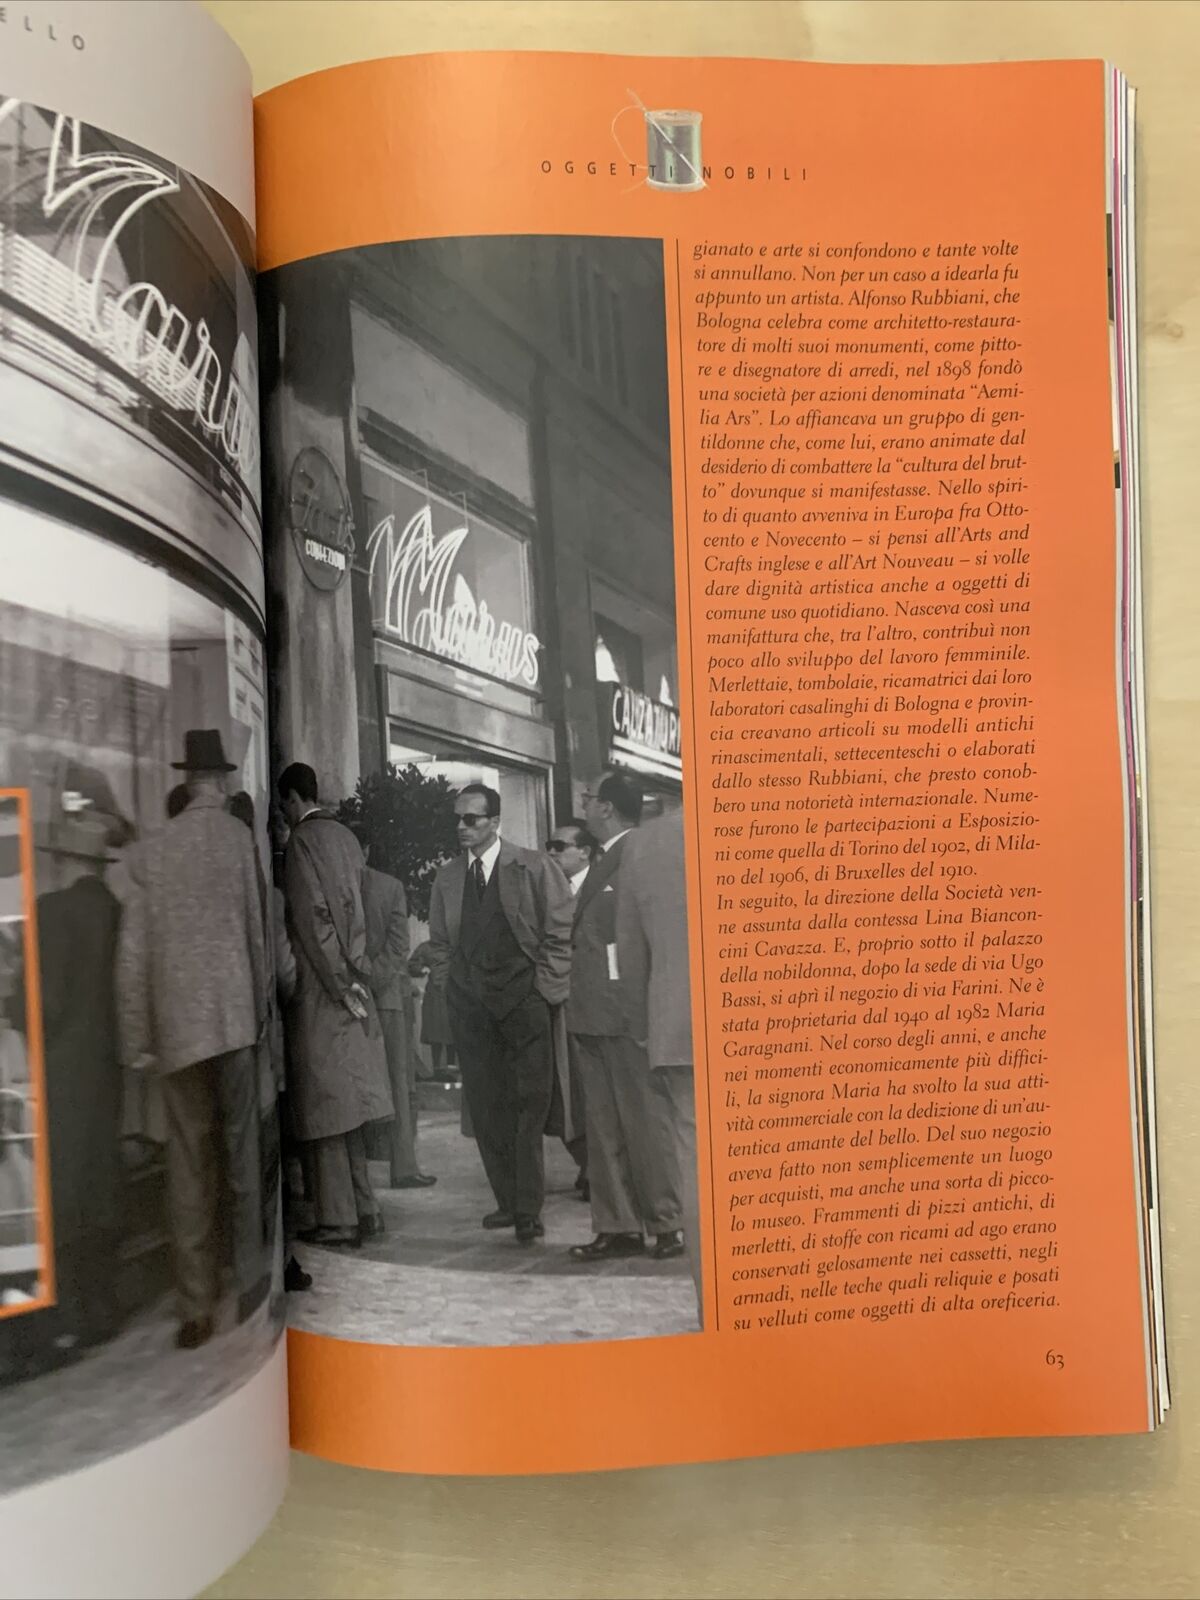 ELLO
Marius
OGGETTI NOBILI
CONFEZIONI
Marius
CALZATUR
gianato e arte si confondono e tante volte
si annullano. Non per un caso a idearla fu
appunto un artista. Alfonso Rubbiani, che
Bologna celebra come architetto-restaura-
tore di molti suoi monumenti, come pitto-
re e disegnatore di arredi, nel 1898 fondò
una società per azioni denominata “Aemi-
lia Ars”. Lo affiancava un gruppo di gen-
tildonne che, come lui, erano animate dal
desiderio di combattere la “cultura del brut-
to” dovunque si manifestasse. Nello spiri-
to di quanto avveniva in Europa fra Otto-
cento e Novecento – si pensi all'Arts and
Crafts inglese e all'Art Nouveau – si volle
dare dignità artistica anche a oggetti di
comune uso quotidiano. Nasceva così una
manifattura che, tra l'altro, contribuì non
poco allo sviluppo del lavoro femminile.
Merlettaie, tombolaie, ricamatrici dai loro
laboratori casalinghi di Bologna e provin-
cia creavano articoli su modelli antichi
rinascimentali, settecenteschi o elaborati
dallo stesso Rubbiani, che presto conob-
bero una notorietà internazionale. Nume-
rose furono le partecipazioni a Esposizio-
ni come quella di Torino del 1902, di Mila-
no del 1906, di Bruxelles del 1910.
In seguito, la direzione della Società ven-
ne assunta dalla contessa Lina Biancon-
cini Cavazza. E, proprio sotto il palazzo
della nobildonna, dopo la sede di via Ugo
Bassi, si aprì il negozio di via Farini. Ne è
stata proprietaria dal 1940 al 1982 Maria
Garagnani. Nel corso degli anni, e anche
nei momenti economicamente più diffici-
li, la signora Maria ha svolto la sua atti-
vità commerciale con la dedizione di un'au-
tentica amante del bello. Del suo negozio
aveva fatto non semplicemente un luogo
per acquisti, ma anche una sorta di picco-
lo museo. Frammenti di pizzi antichi, di
merletti, di stoffe con ricami ad ago erano
conservati gelosamente nei cassetti, negli
armadi, nelle teche quali reliquie e posati
su velluti come oggetti di alta oreficeria.
63